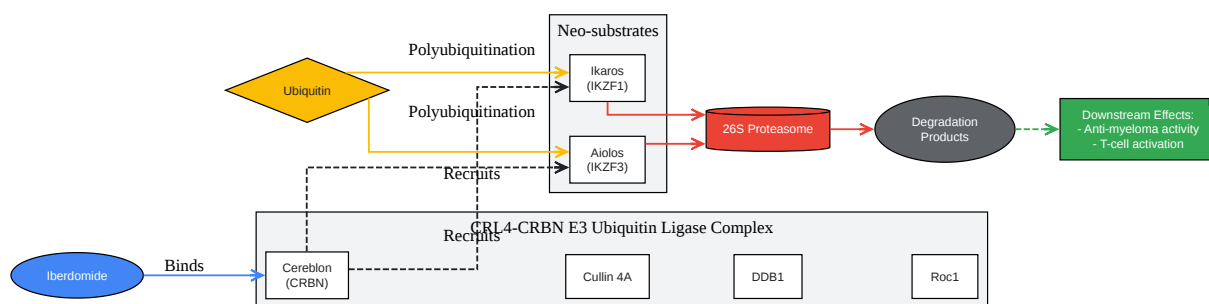 Neo-substrates
Polyubiquitination
Ikaros
(IKZF1)
Ubiquitin
Polyubiquitination
26S Proteasome
Degradation
Products
Downstream Effects:
- Anti-myeloma activity
- T-cell activation
Aiolos
(IKZF3)
Recruits
CRL4-CRBN E3 Ubiquitin Ligase Complex
Recruits
Iberdomide
Binds
Cereblon
(CRBN)
Cullin 4A
DDB1
Roc1